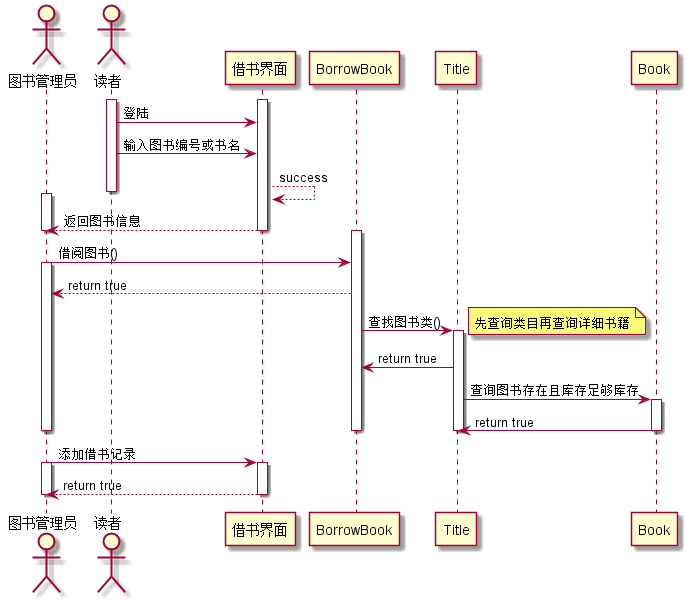 图书管理员
读者
借书界面
BorrowBook
Title
Book
登陆
输入图书编号或书名
success
返回图书信息
借阅图书()
return true
先查询类目再查询详细书籍
查找图书类()
return true
查询图书存在且库存足够库存
return true
添加借书记录
return true
图书管理员
读者
借书界面
BorrowBook
Title
Book